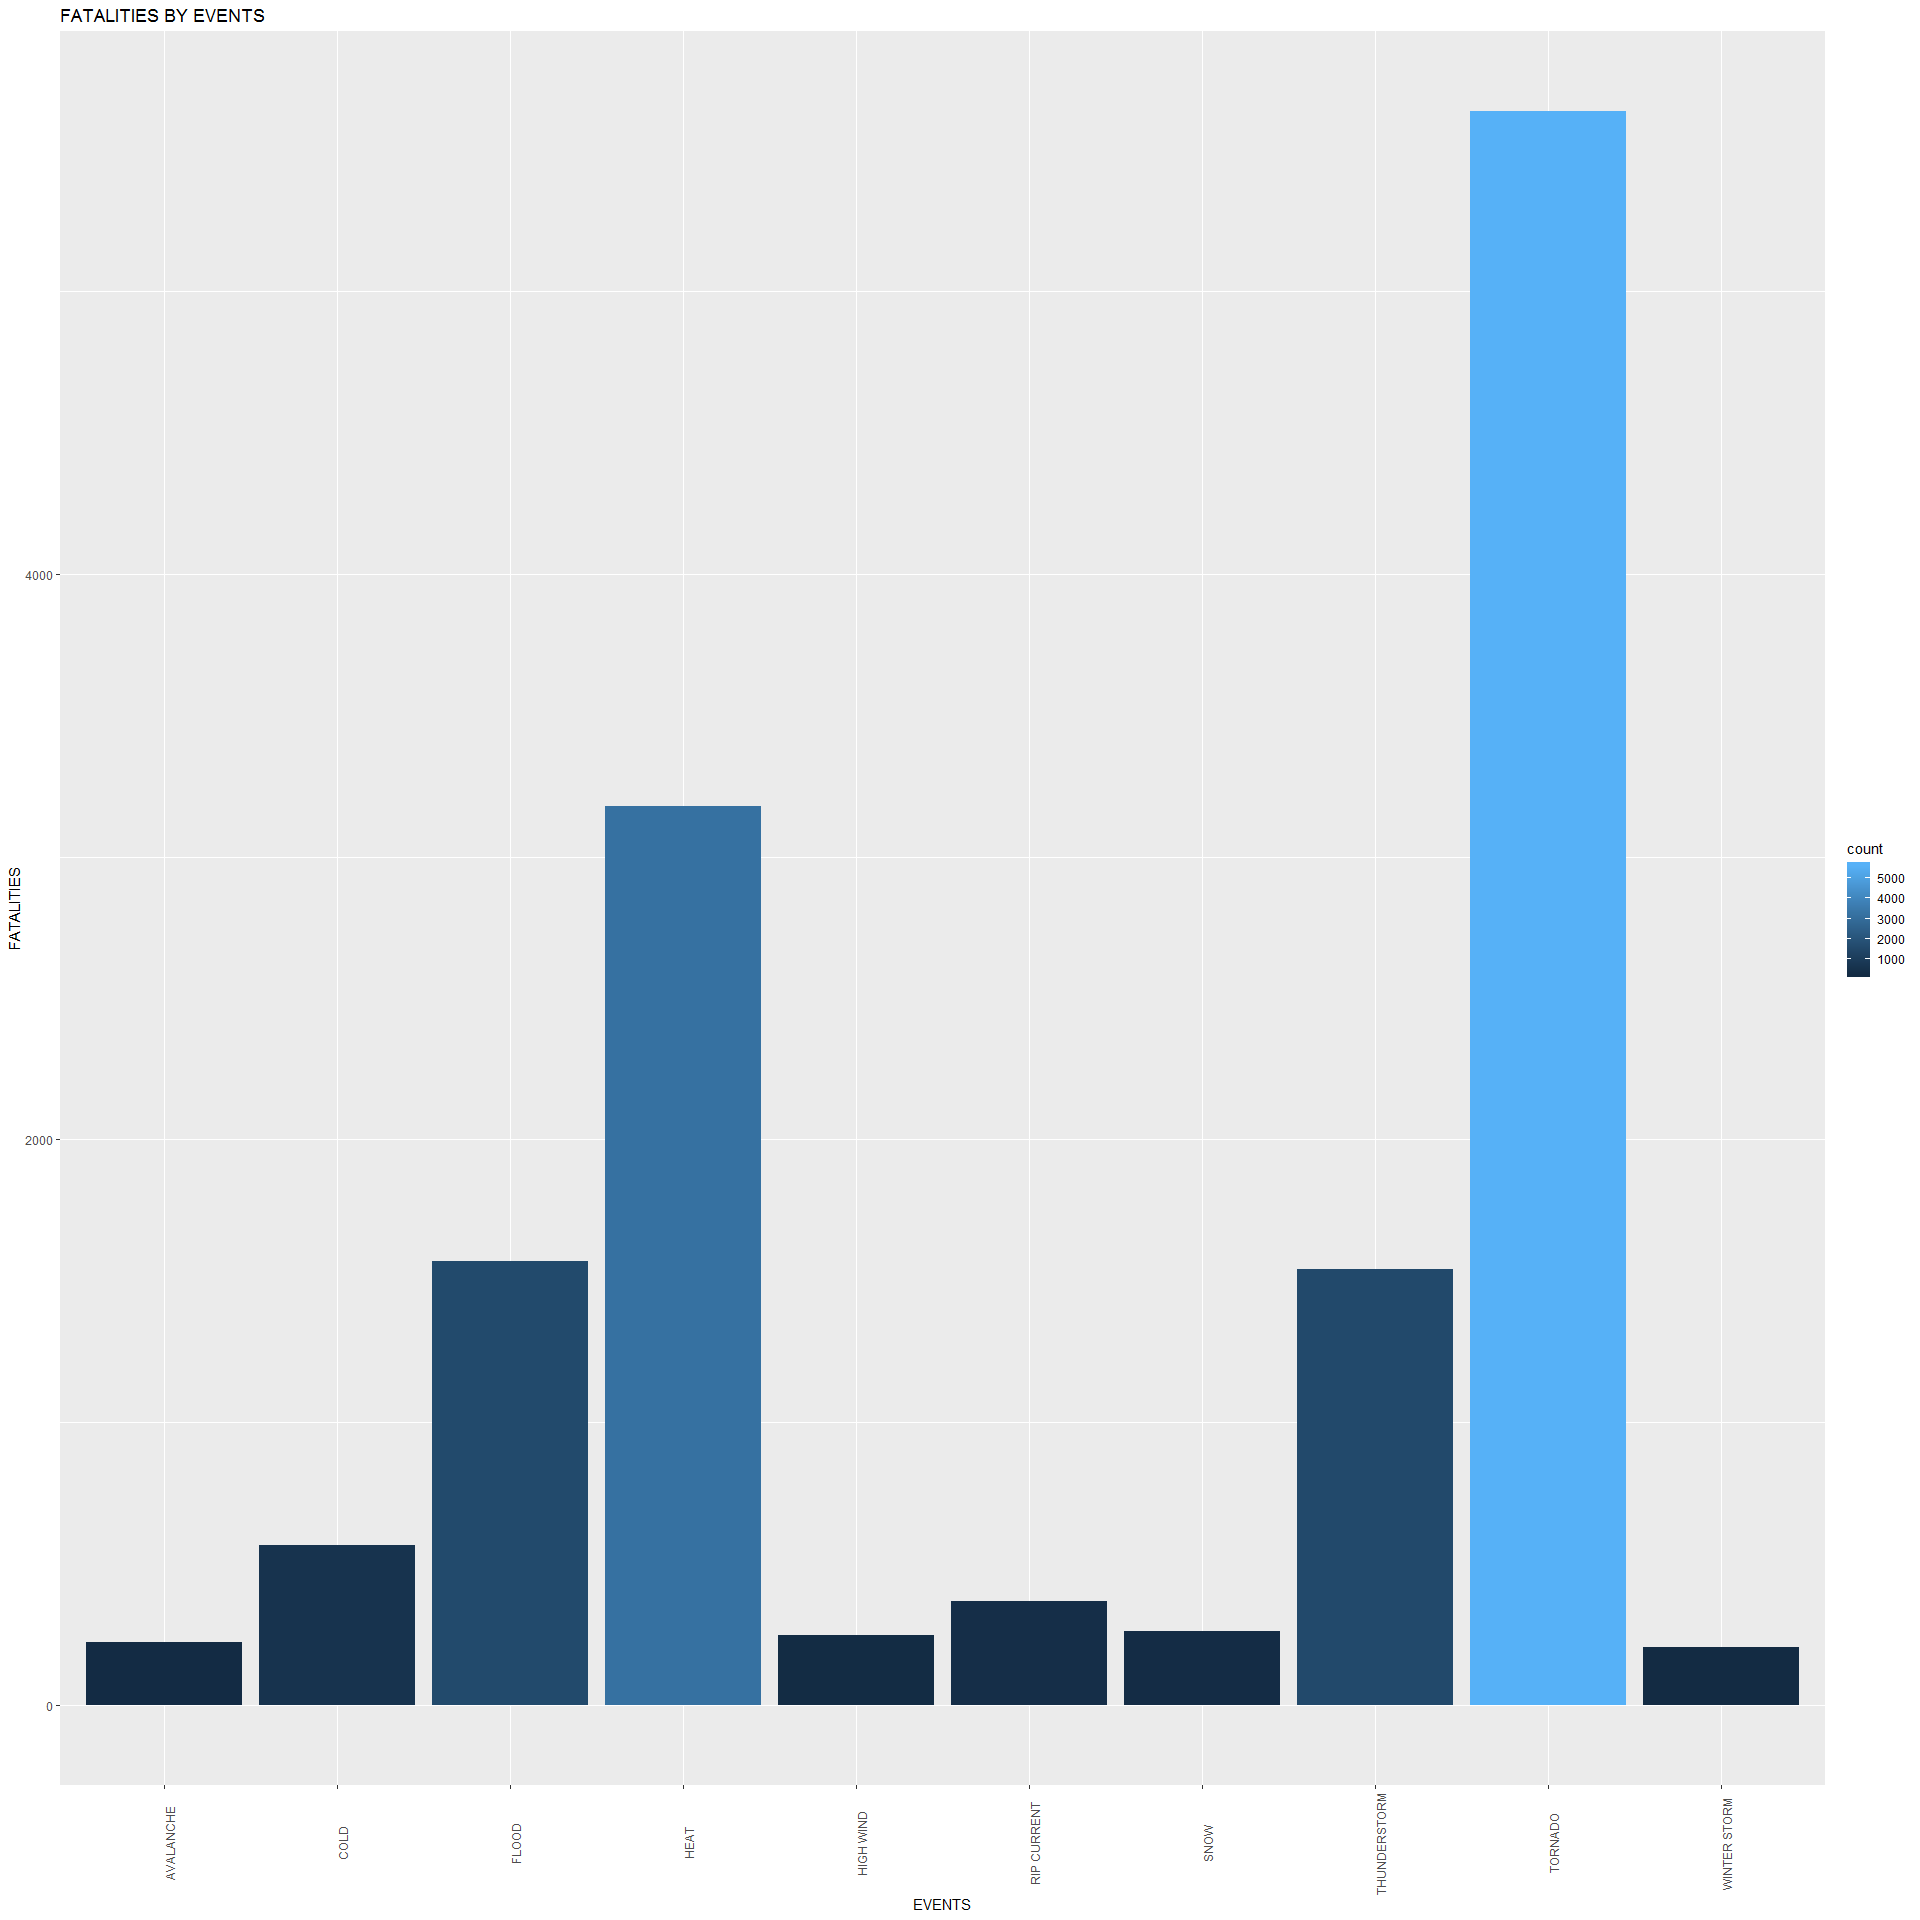 FATALITIES BY EVENTS
FATALITIES
4000
2000
0
AVALANCHE
COLD
FLOOD
HEAT
HIGH WIND
RIP CURRENT
SNOW
THUNDERSTORM
TORNADO
WINTER STORM
EVENTS
count
5000
4000
3000
2000
1000